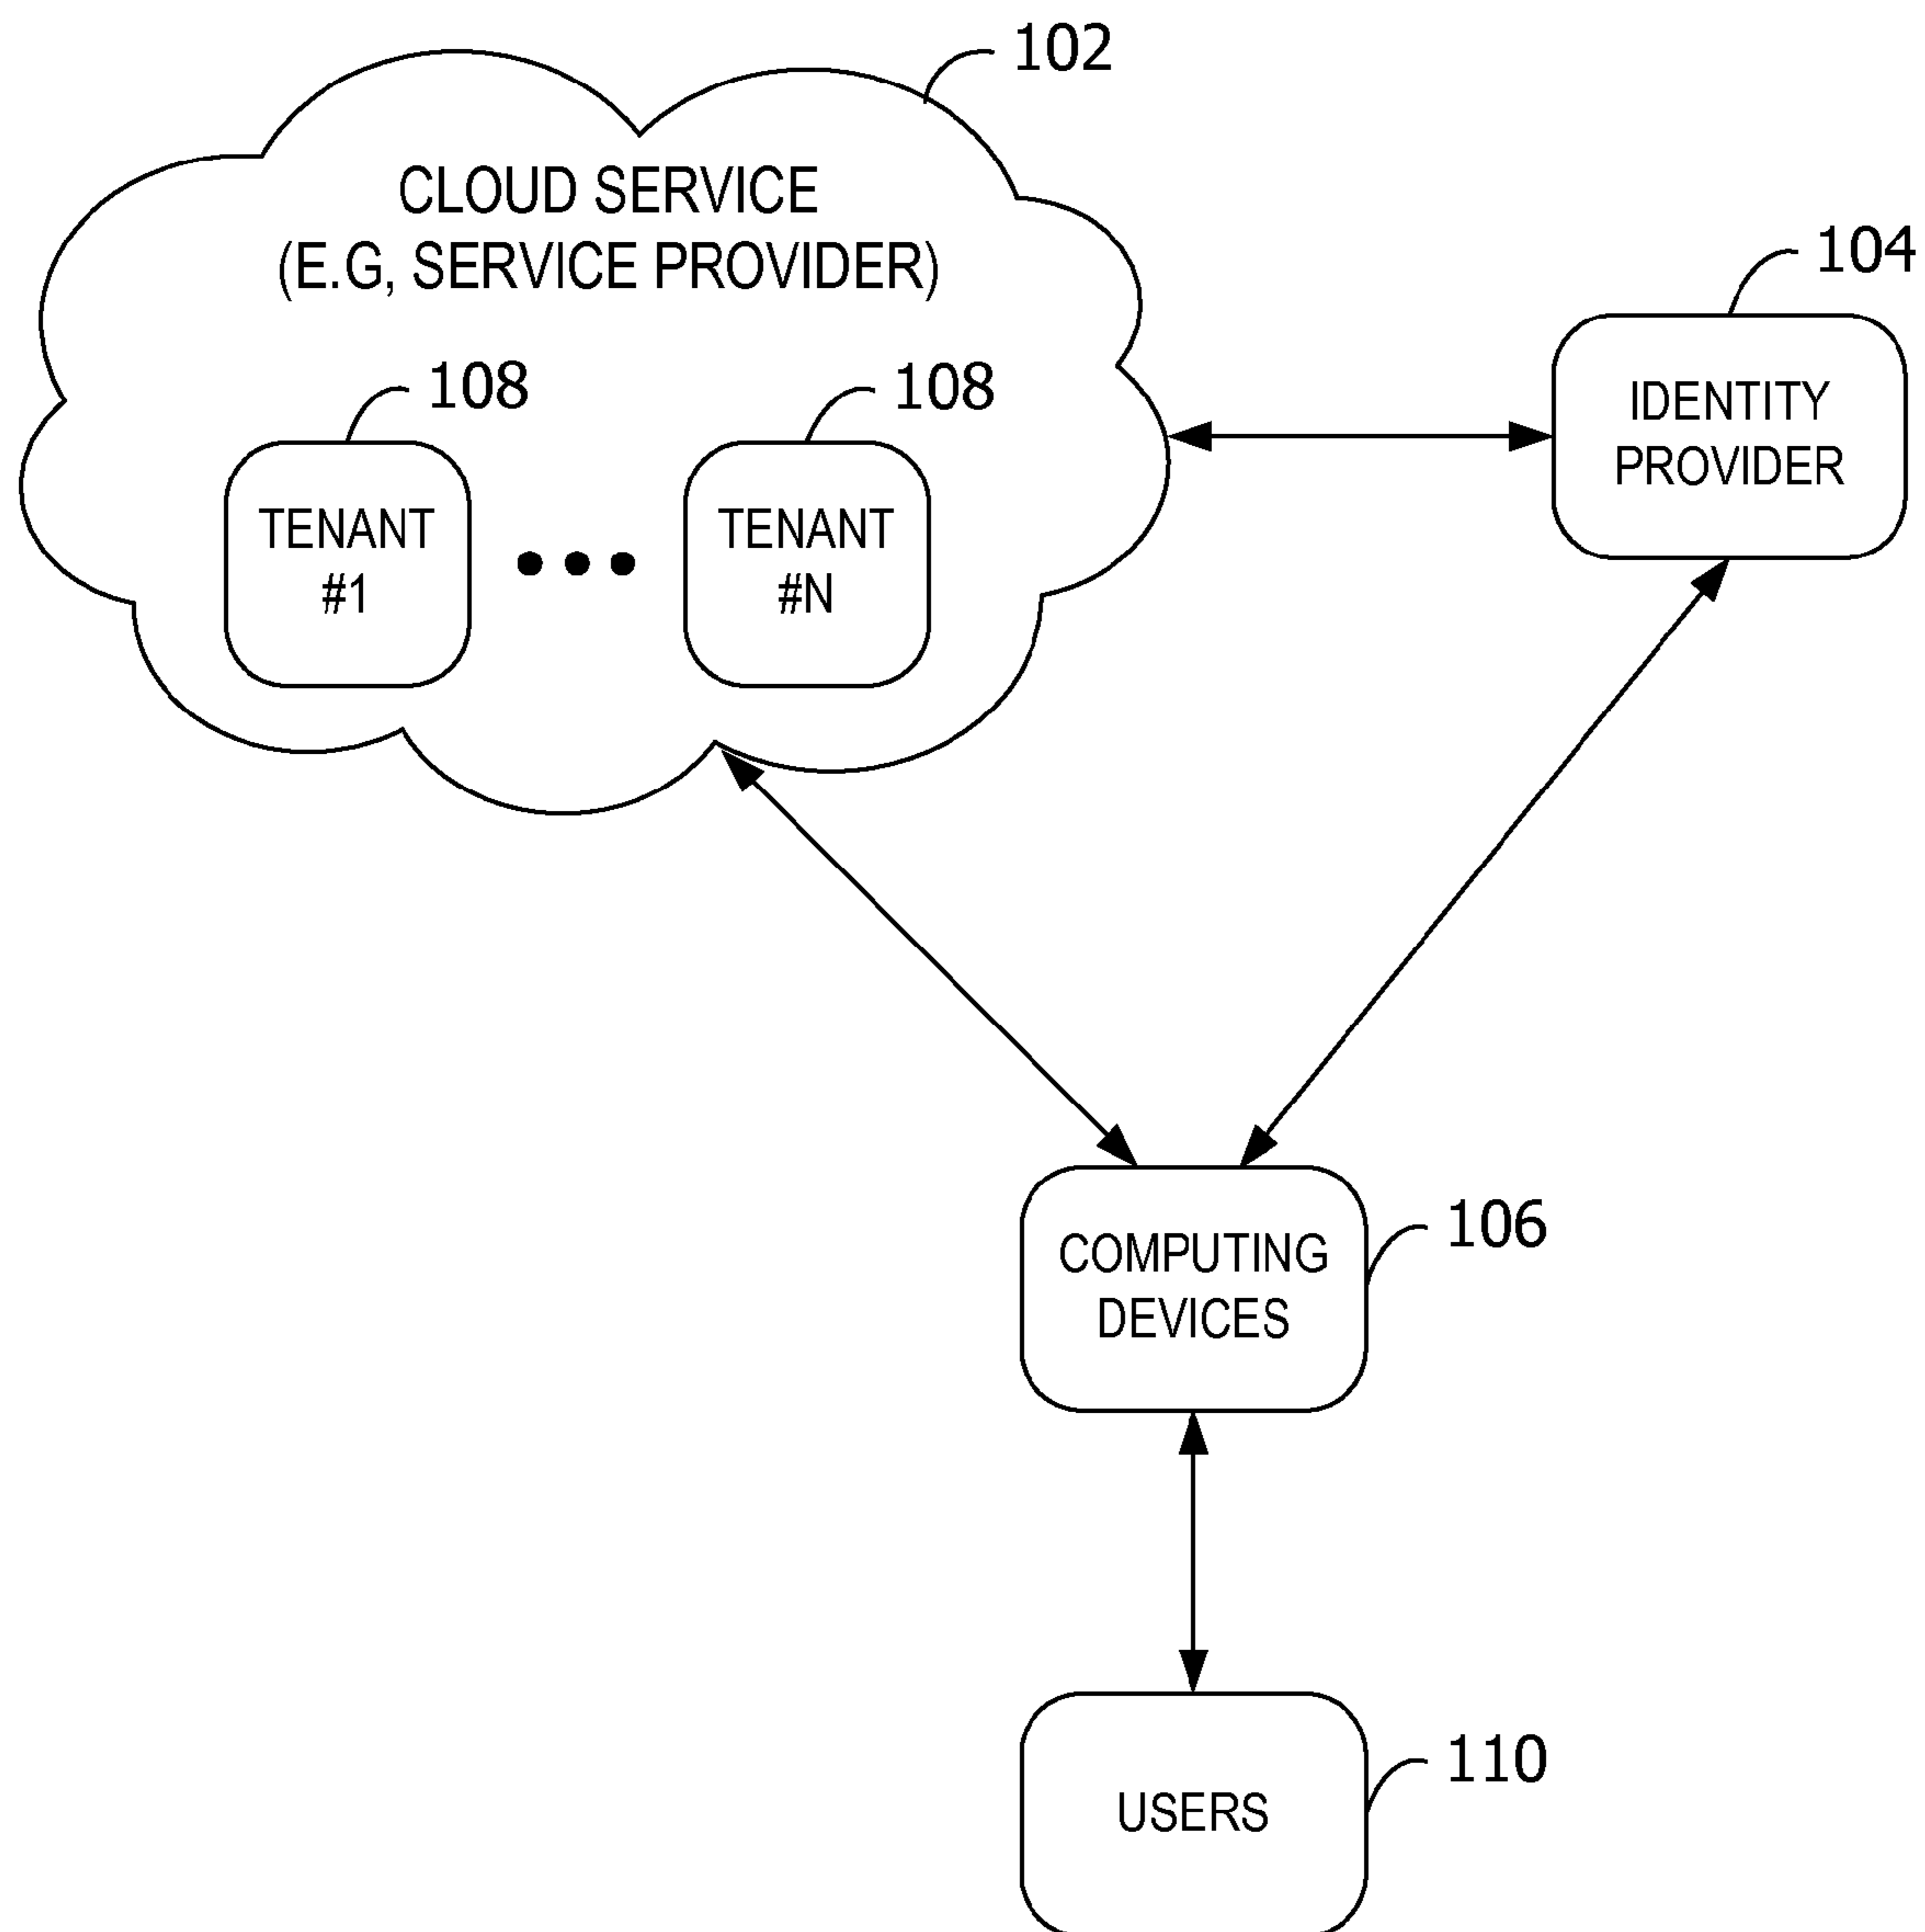 102
CLOUD SERVICE
(E.G, SERVICE PROVIDER)
104
IDENTITY
PROVIDER
108
108
TENANT
#1
TENANT
#N
106
COMPUTING
DEVICES
110
USERS